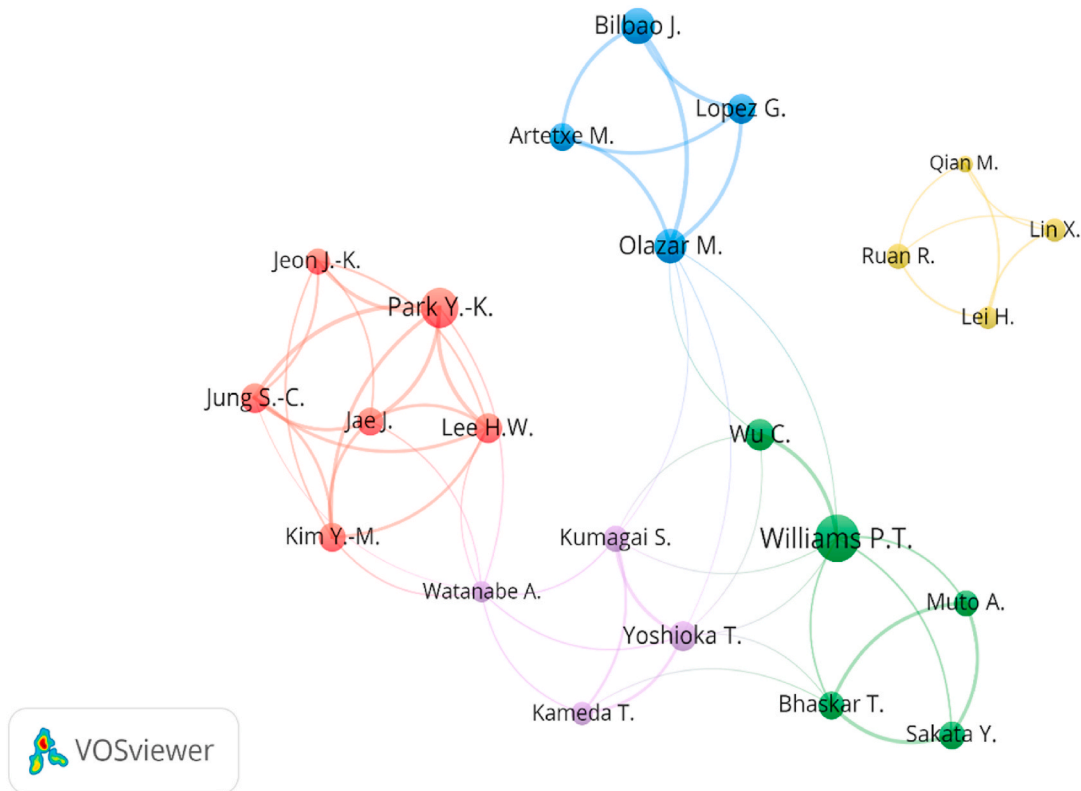 Bilbao J.
Lopez G.
Artetxe M.
Qian M.
Lin X.
Olazar M.
Ruan R.
Jeon J.-K.
Park Y.-K.
Lei H.
Jung S.-C.
Jae J.
Lee H.W.
Wu C.
Kim Y.-M.
Kumagai S.
Williams P.T.
Watanabe A.
Muto A.
Yoshioka T.
Kameda T.
Bhaskar T.
Sakata Y.
VOSviewer